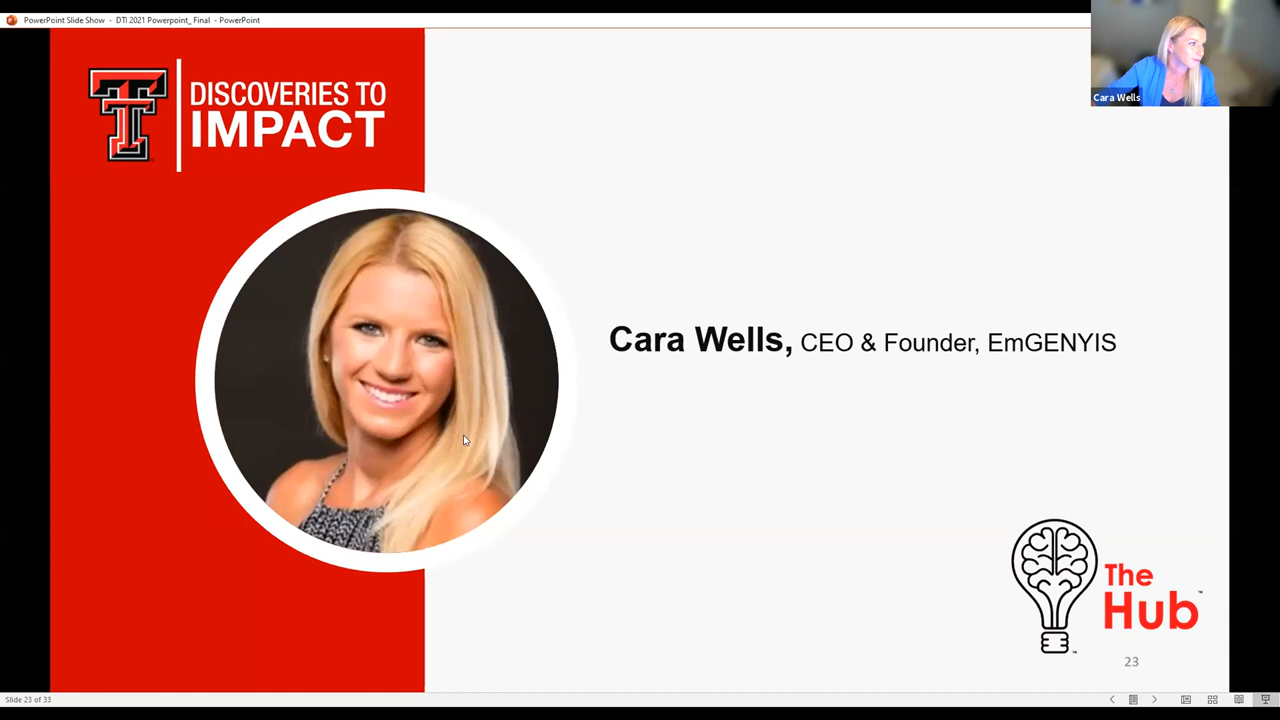 PowerPoint Slide Show - DTI 2021 Powerpoint_ Final - PowerPoint
Cara Wells
DISCOVERIES TO
IMPACT
Cara Wells, CEO & Founder, EmGENYIS
The
Hub™
23
Slide 23 of 33